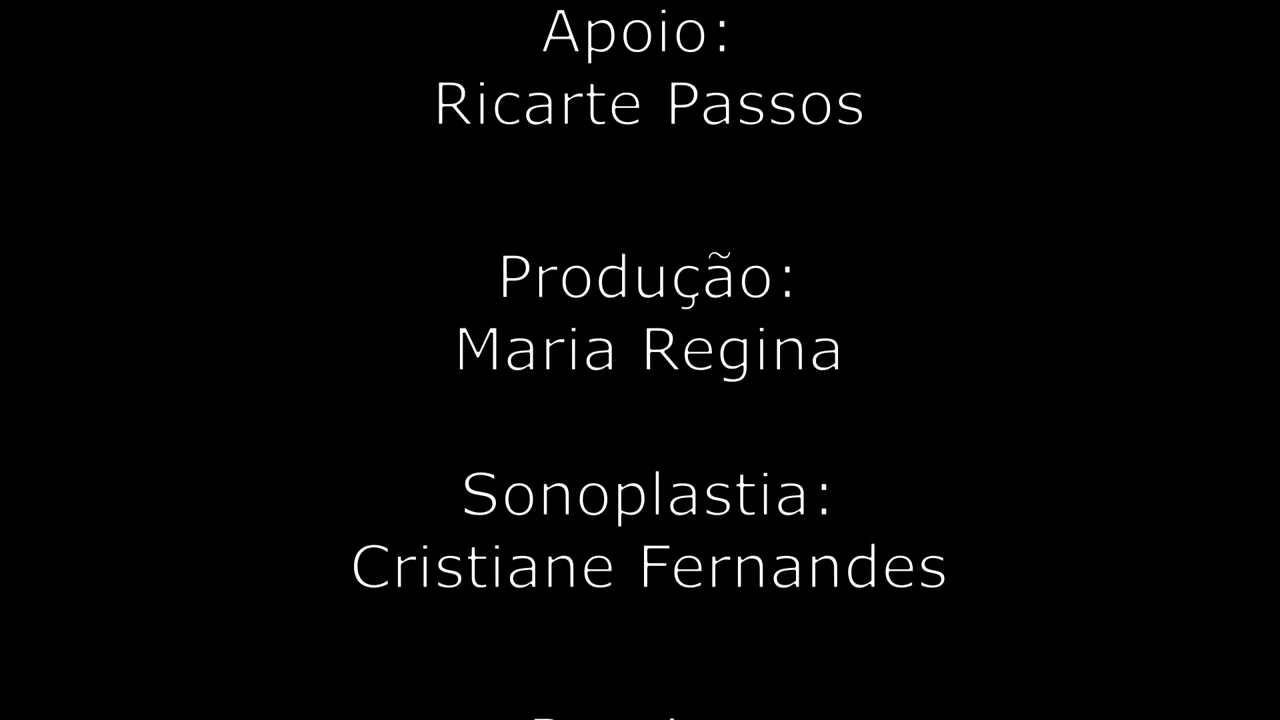 Apoio:
Ricarte Passos
Produção:
Maria Regina
Sonoplastia:
Cristiane Fernandes